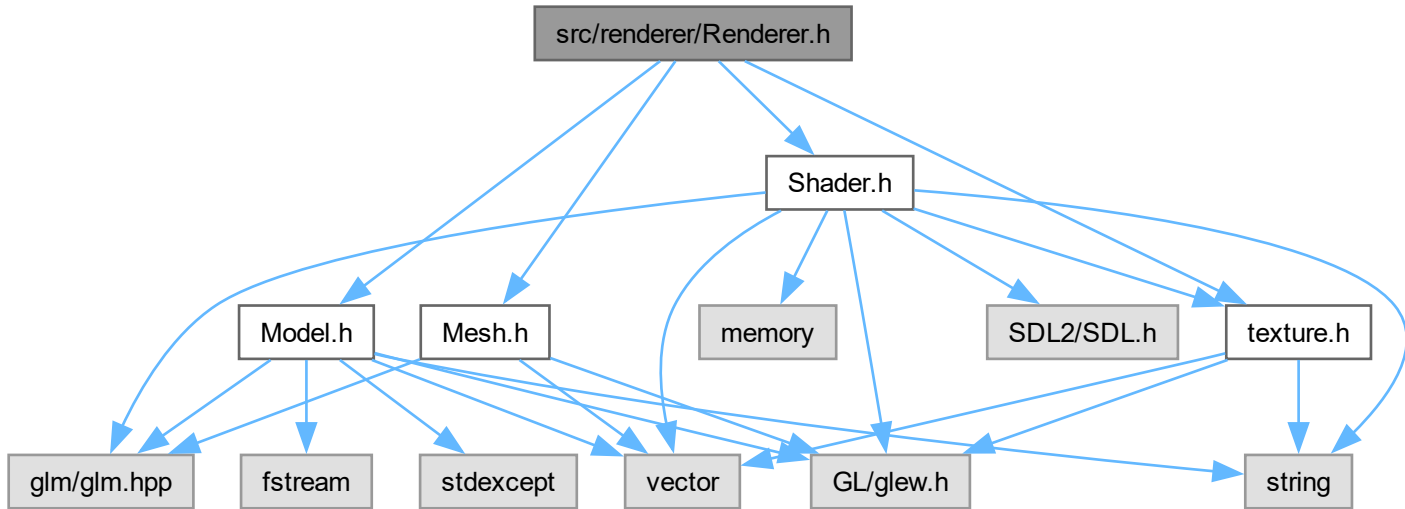 src/renderer/Renderer.h
Shader.h
Model.h
Mesh.h
memory
SDL2/SDL.h
texture.h
glm/glm.hpp
fstream
stdexcept
vector
GL/glew.h
string